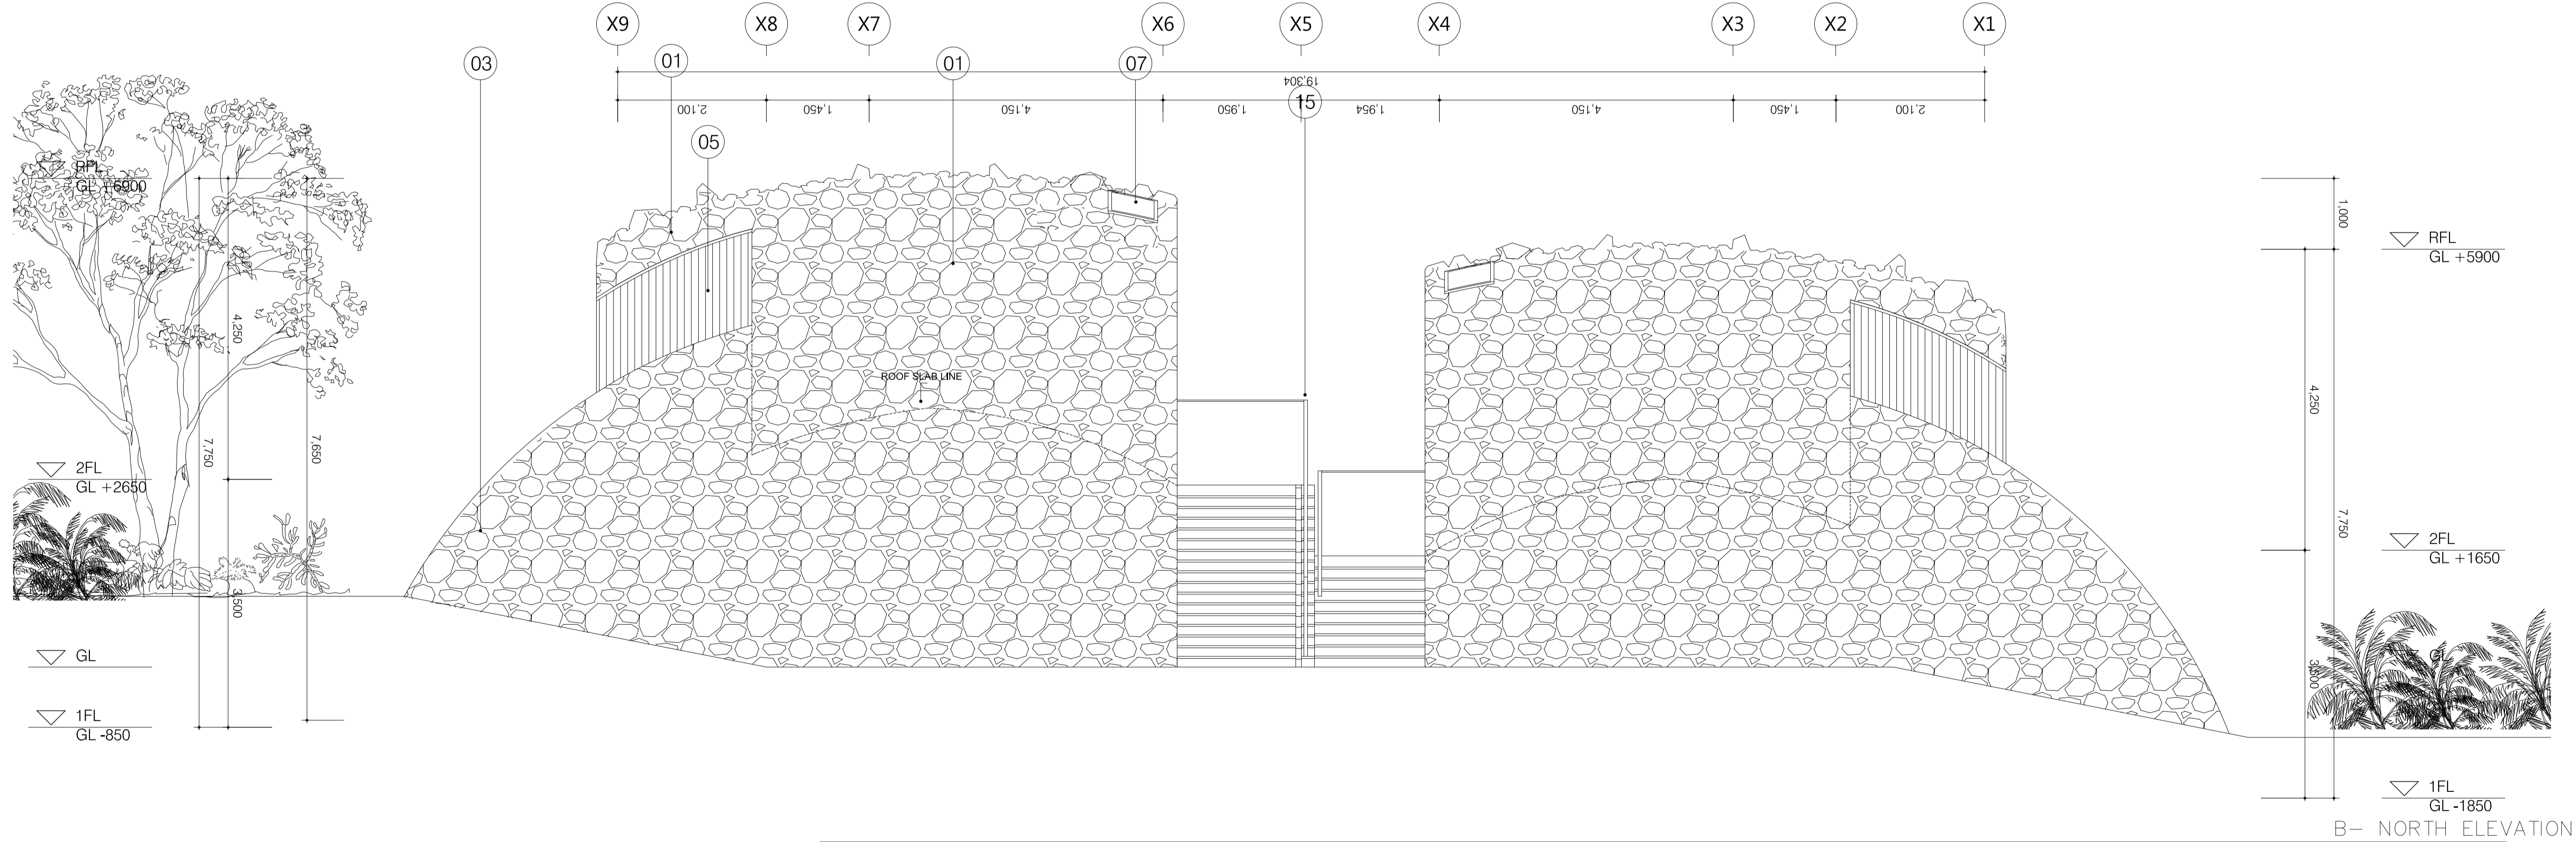 X9
X8
X7
X6
X5
X4
X3
X2
X1
03
01
01
07
19,304
2,100
1,450
4,150
1,950
15
1,954
4,150
1,450
2,100
05
RFL
GL +6900
4,250
7,750
7,650
2FL
GL +2650
3,500
GL
1FL
GL -850
ROOF SLAB LINE
1,000
RFL
GL +5900
4,250
7,750
2FL
GL +1650
GL
3,500
1FL
GL -1850
B- NORTH ELEVATION